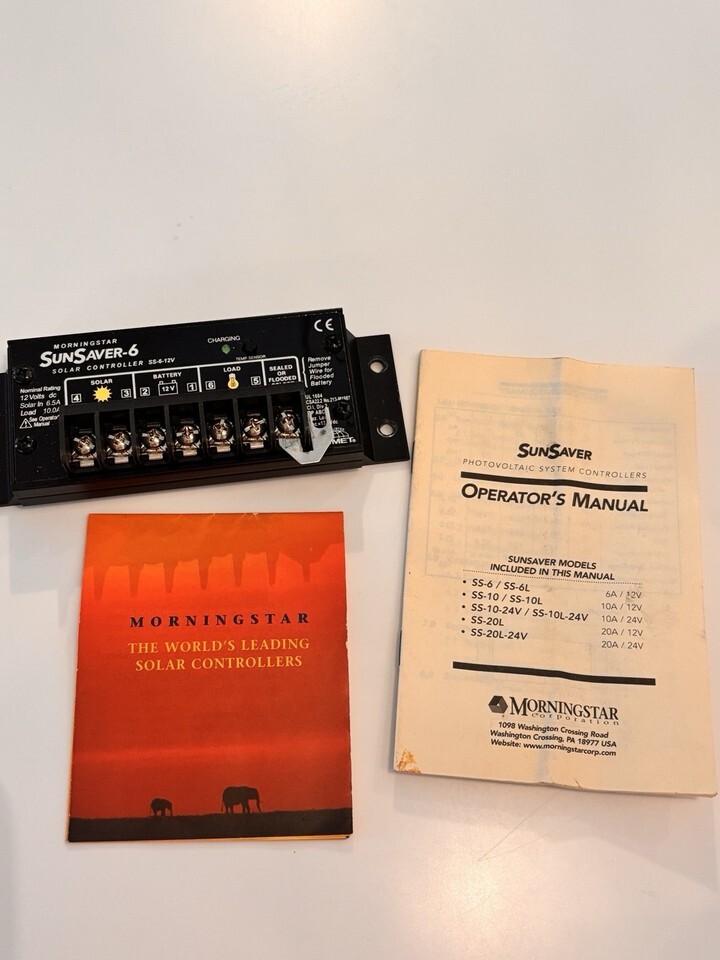 MORNINGSTAR
SUNSAVER-6
SOLAR CONTROLLER SS-6-12V
CHARGING
CE
TEMP SENSOR
Nominal Rating
12 Volts dc
Solar In 6.5A
Load 10.0A
See Operator
Manual
SOLAR
4 3
BATTERY
2 12V 1
LOAD
6 5
SEALED
OR
FLOODED
Remove
Jumper
Wire for
Flooded
Battery
UL 1604
MET
MORNINGSTAR
THE WORLD'S LEADING
SOLAR CONTROLLERS
SUNSAVER
PHOTOVOLTAIC SYSTEM CONTROLLERS
OPERATOR'S MANUAL
SUNSAVER MODELS
INCLUDED IN THIS MANUAL
• SS-6 / SS-6L 6A / 12V
• SS-10 / SS-10L 10A / 12V
• SS-10-24V / SS-10L-24V 10A / 24V
• SS-20L 20A / 12V
• SS-20L-24V 20A / 24V
MORNINGSTAR
corporation
1098 Washington Crossing Road
Washington Crossing, PA 18977 USA
Website: www.morningstarcorp.com